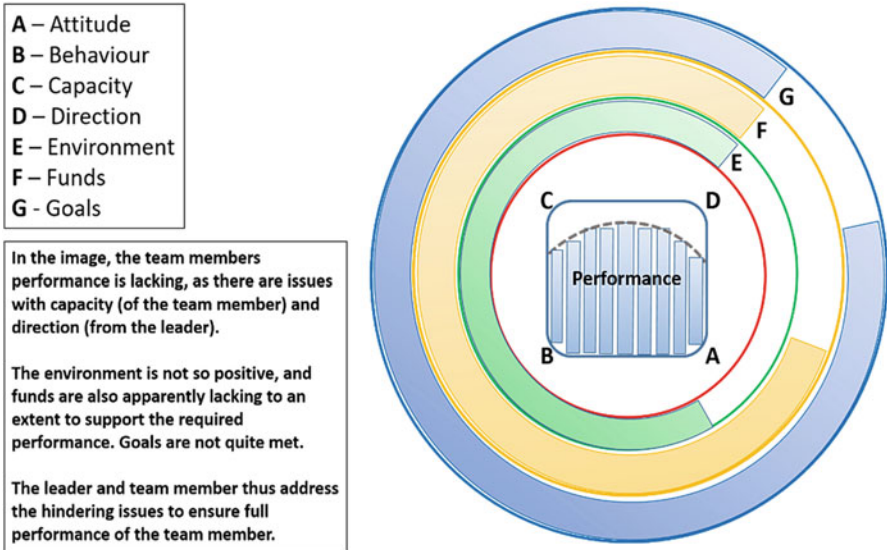 A – Attitude
B – Behaviour
C – Capacity
D – Direction
E – Environment
F – Funds
G - Goals
In the image, the team members
performance is lacking, as there are issues
with capacity (of the team member) and
direction (from the leader).
The environment is not so positive, and
funds are also apparently lacking to an
extent to support the required
performance. Goals are not quite met.
The leader and team member thus address
the hindering issues to ensure full
performance of the team member.
G
F
E
C
D
Performance
B
A